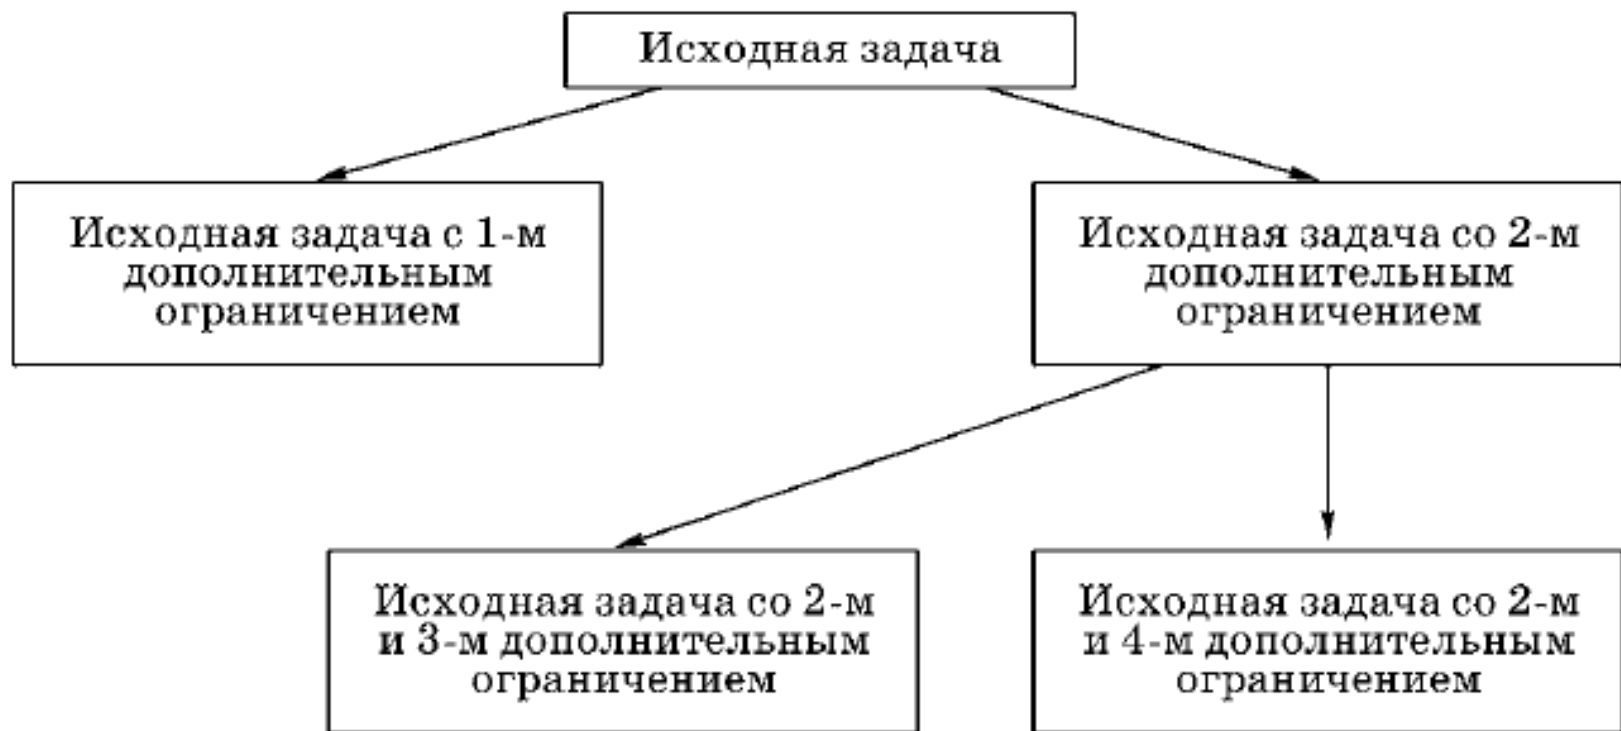 Исходная задача
Исходная задача с 1-м
дополнительным
ограничением
Исходная задача со 2-м
дополнительным
ограничением
Исходная задача со 2-м
и 3-м дополнительным
ограничением
Исходная задача со 2-м
и 4-м дополнительным
ограничением